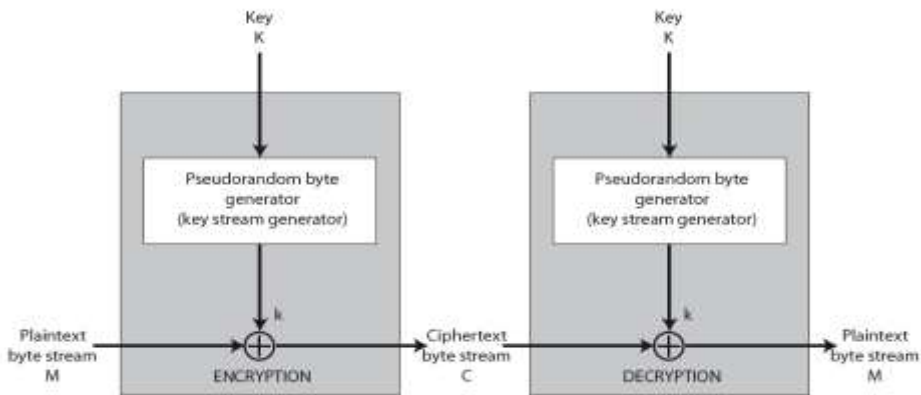 Key
K
Key
K
Pseudorandom byte
generator
(key stream generator)
Pseudorandom byte
generator
(key stream generator)
k
k
Plaintext
byte stream
M
ENCRYPTION
Ciphertext
byte stream
C
DECRYPTION
Plaintext
byte stream
M